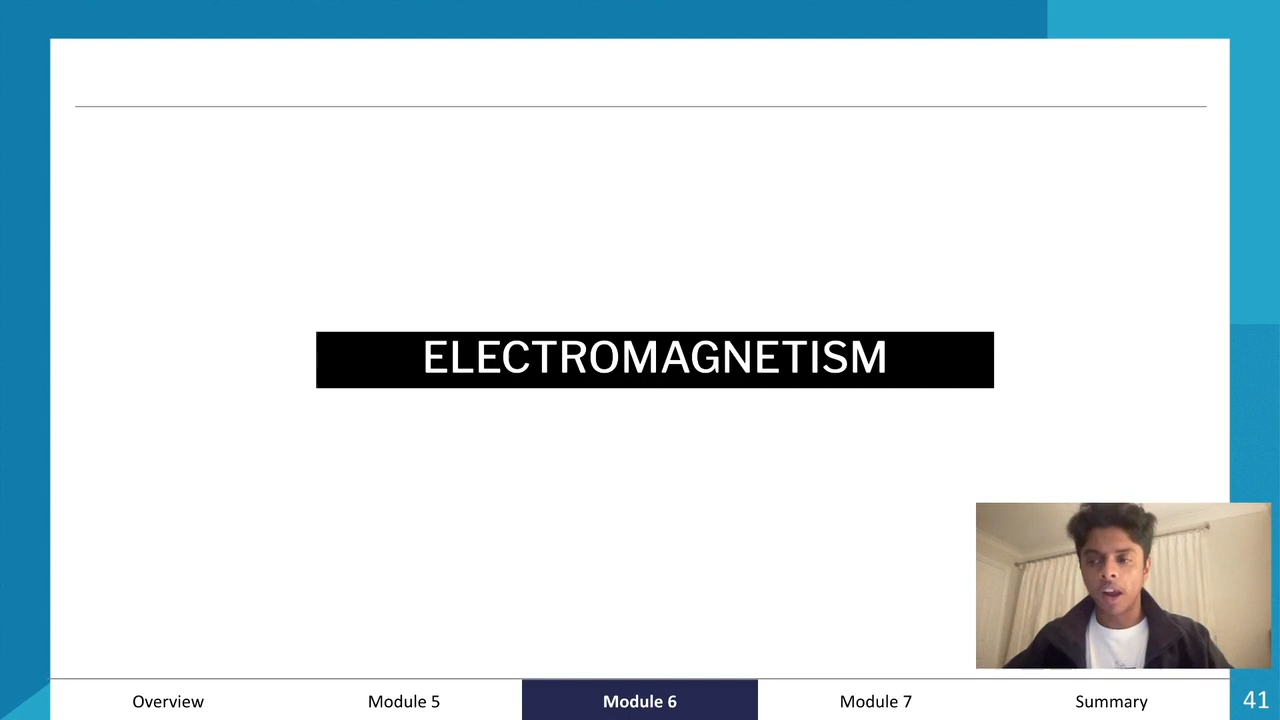 ELECTROMAGNETISM
Overview
Module 5
Module 6
Module 7
Summary
41